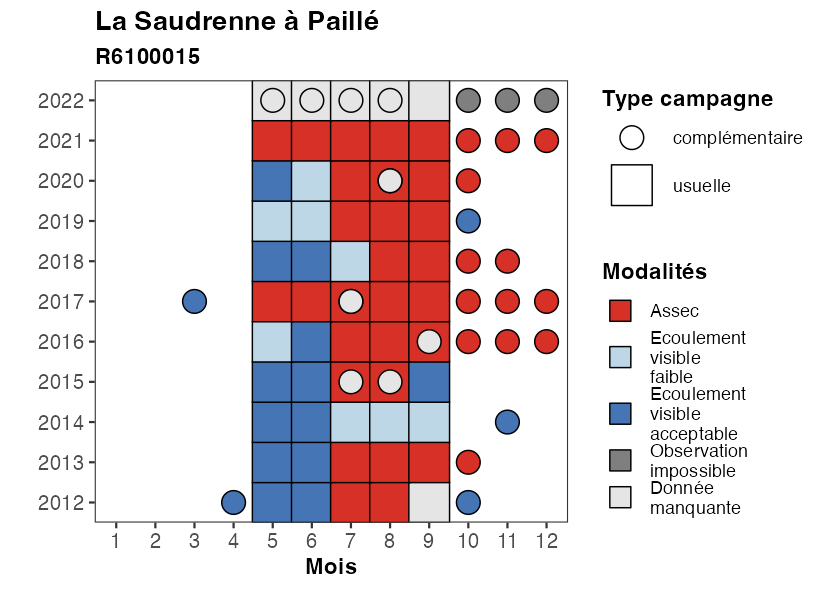 La Saudrenne à Paillé
R6100015
2022
2021
2020
2019
2018
2017
2016
2015
2014
2013
2012
1 2 3 4 5 6 7 8 9 10 11 12
Mois
Type campagne
complémentaire
usuelle
Modalités
Assec
Ecoulement
visible
faible
Ecoulement
visible
acceptable
Observation
impossible
Donnée
manquante